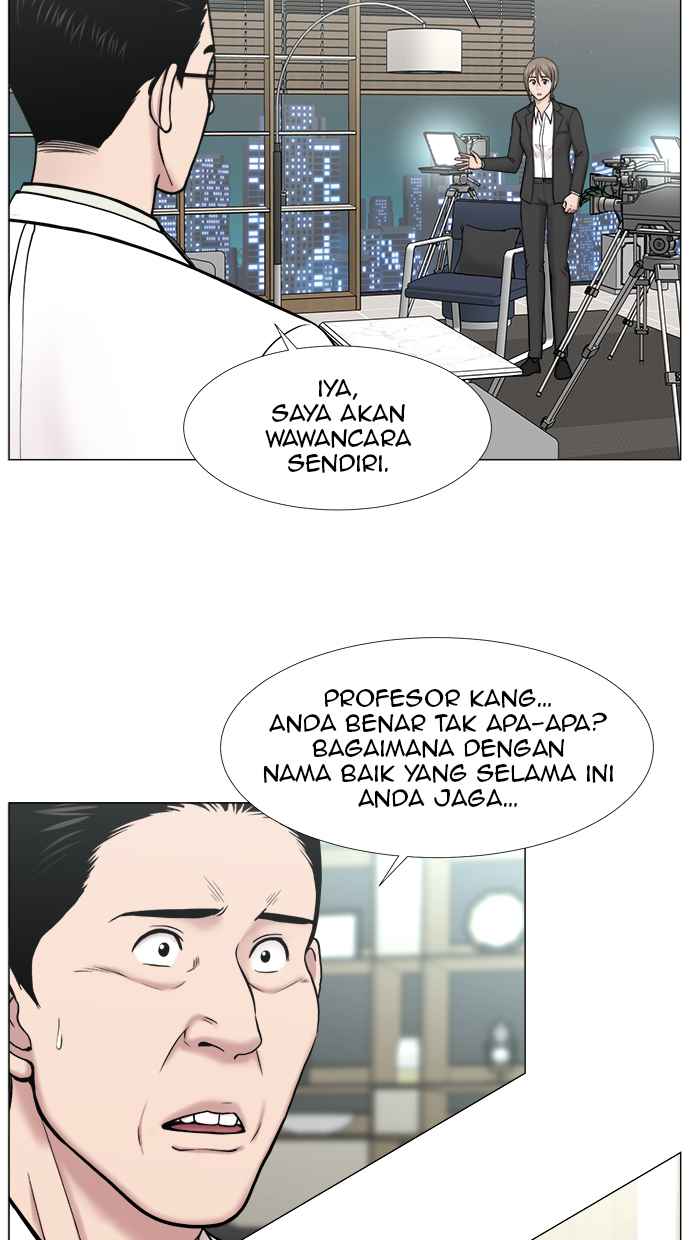 IYA,
SAYA AKAN
WAWANCARA
SENDIRI.
PROFESOR KANG...
ANDA BENAR TAK APA-APA?
BAGAIMANA DENGAN
NAMA BAIK YANG SELAMA INI
ANDA JAGA...